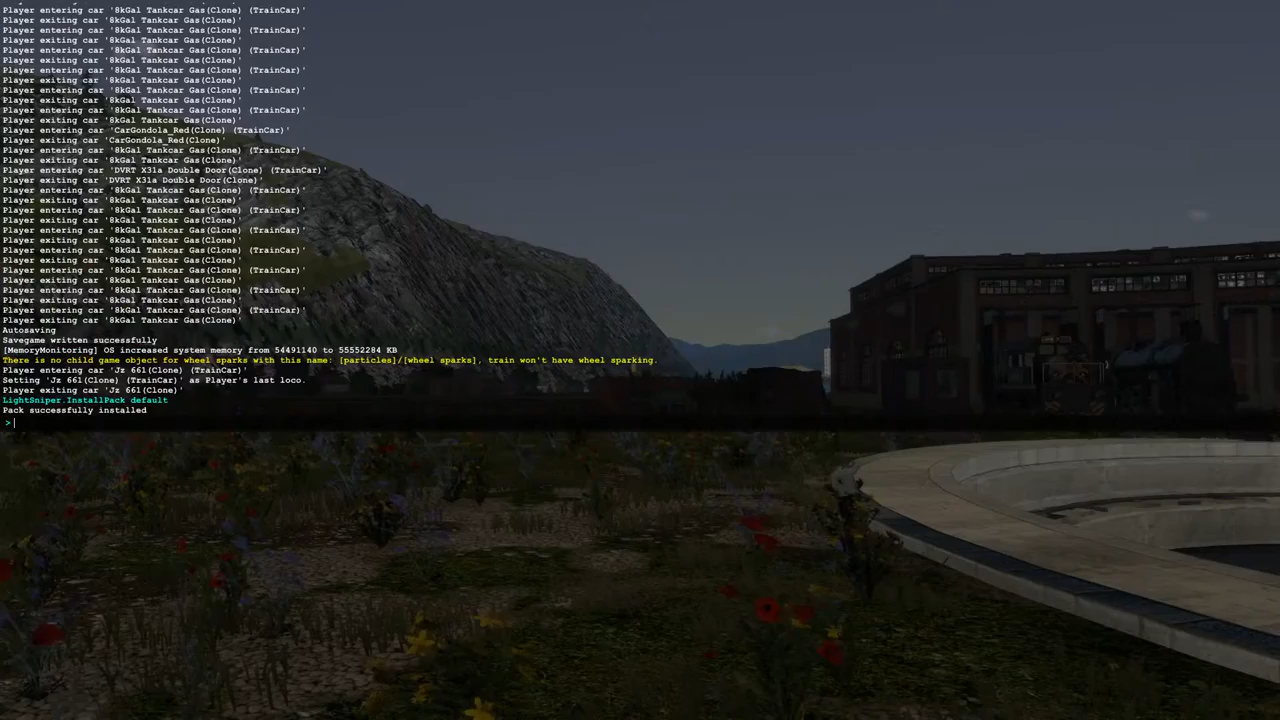 Player entering car '8kGal Tankcar Gas(Clone) (TrainCar)'
Player exiting car '8kGal Tankcar Gas(Clone)'
Player entering car '8kGal Tankcar Gas(Clone) (TrainCar)'
Player exiting car '8kGal Tankcar Gas(Clone)'
Player entering car '8kGal Tankcar Gas(Clone) (TrainCar)'
Player exiting car '8kGal Tankcar Gas(Clone)'
Player entering car '8kGal Tankcar Gas(Clone) (TrainCar)'
Player exiting car '8kGal Tankcar Gas(Clone)'
Player entering car '8kGal Tankcar Gas(Clone) (TrainCar)'
Player exiting car '8kGal Tankcar Gas(Clone)'
Player entering car '8kGal Tankcar Gas(Clone) (TrainCar)'
Player exiting car '8kGal Tankcar Gas(Clone)'
Player entering car 'CarGondola_Red(Clone) (TrainCar)'
Player exiting car 'CarGondola_Red(Clone)'
Player entering car '8kGal Tankcar Gas(Clone) (TrainCar)'
Player exiting car '8kGal Tankcar Gas(Clone)'
Player entering car 'DVRT X31a Double Door(Clone) (TrainCar)'
Player exiting car 'DVRT X31a Double Door(Clone)'
Player entering car '8kGal Tankcar Gas(Clone) (TrainCar)'
Player exiting car '8kGal Tankcar Gas(Clone)'
Player entering car '8kGal Tankcar Gas(Clone) (TrainCar)'
Player exiting car '8kGal Tankcar Gas(Clone)'
Player entering car '8kGal Tankcar Gas(Clone) (TrainCar)'
Player exiting car '8kGal Tankcar Gas(Clone)'
Player entering car '8kGal Tankcar Gas(Clone) (TrainCar)'
Player exiting car '8kGal Tankcar Gas(Clone)'
Player entering car '8kGal Tankcar Gas(Clone) (TrainCar)'
Player exiting car '8kGal Tankcar Gas(Clone)'
Player entering car '8kGal Tankcar Gas(Clone) (TrainCar)'
Player exiting car '8kGal Tankcar Gas(Clone)'
Player entering car '8kGal Tankcar Gas(Clone) (TrainCar)'
Player exiting car '8kGal Tankcar Gas(Clone)'
Autosaving
Savegame written successfully
[MemoryMonitoring] OS increased system memory from 54491140 to 55552284 KB
There is no child game object for wheel sparks with this name: [particles]/[wheel sparks], train won't have wheel sparking.
Player entering car 'Jz 661(Clone) (TrainCar)'
Setting 'Jz 661(Clone) (TrainCar)' as Player's last loco.
Player exiting car 'Jz 661(Clone)'
LightSniper.InstallPack default
Pack successfully installed
>